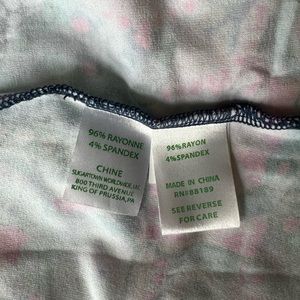 96% RAYONNE
4% SPANDEX
CHINE
SUGARTOWN WORLDWIDE, LLC
800 THIRD AVENUE
KING OF PRUSSIA, PA
96%RAYON
4%SPANDEX
MADE IN CHINA
RN#88189
SEE REVERSE
FOR CARE